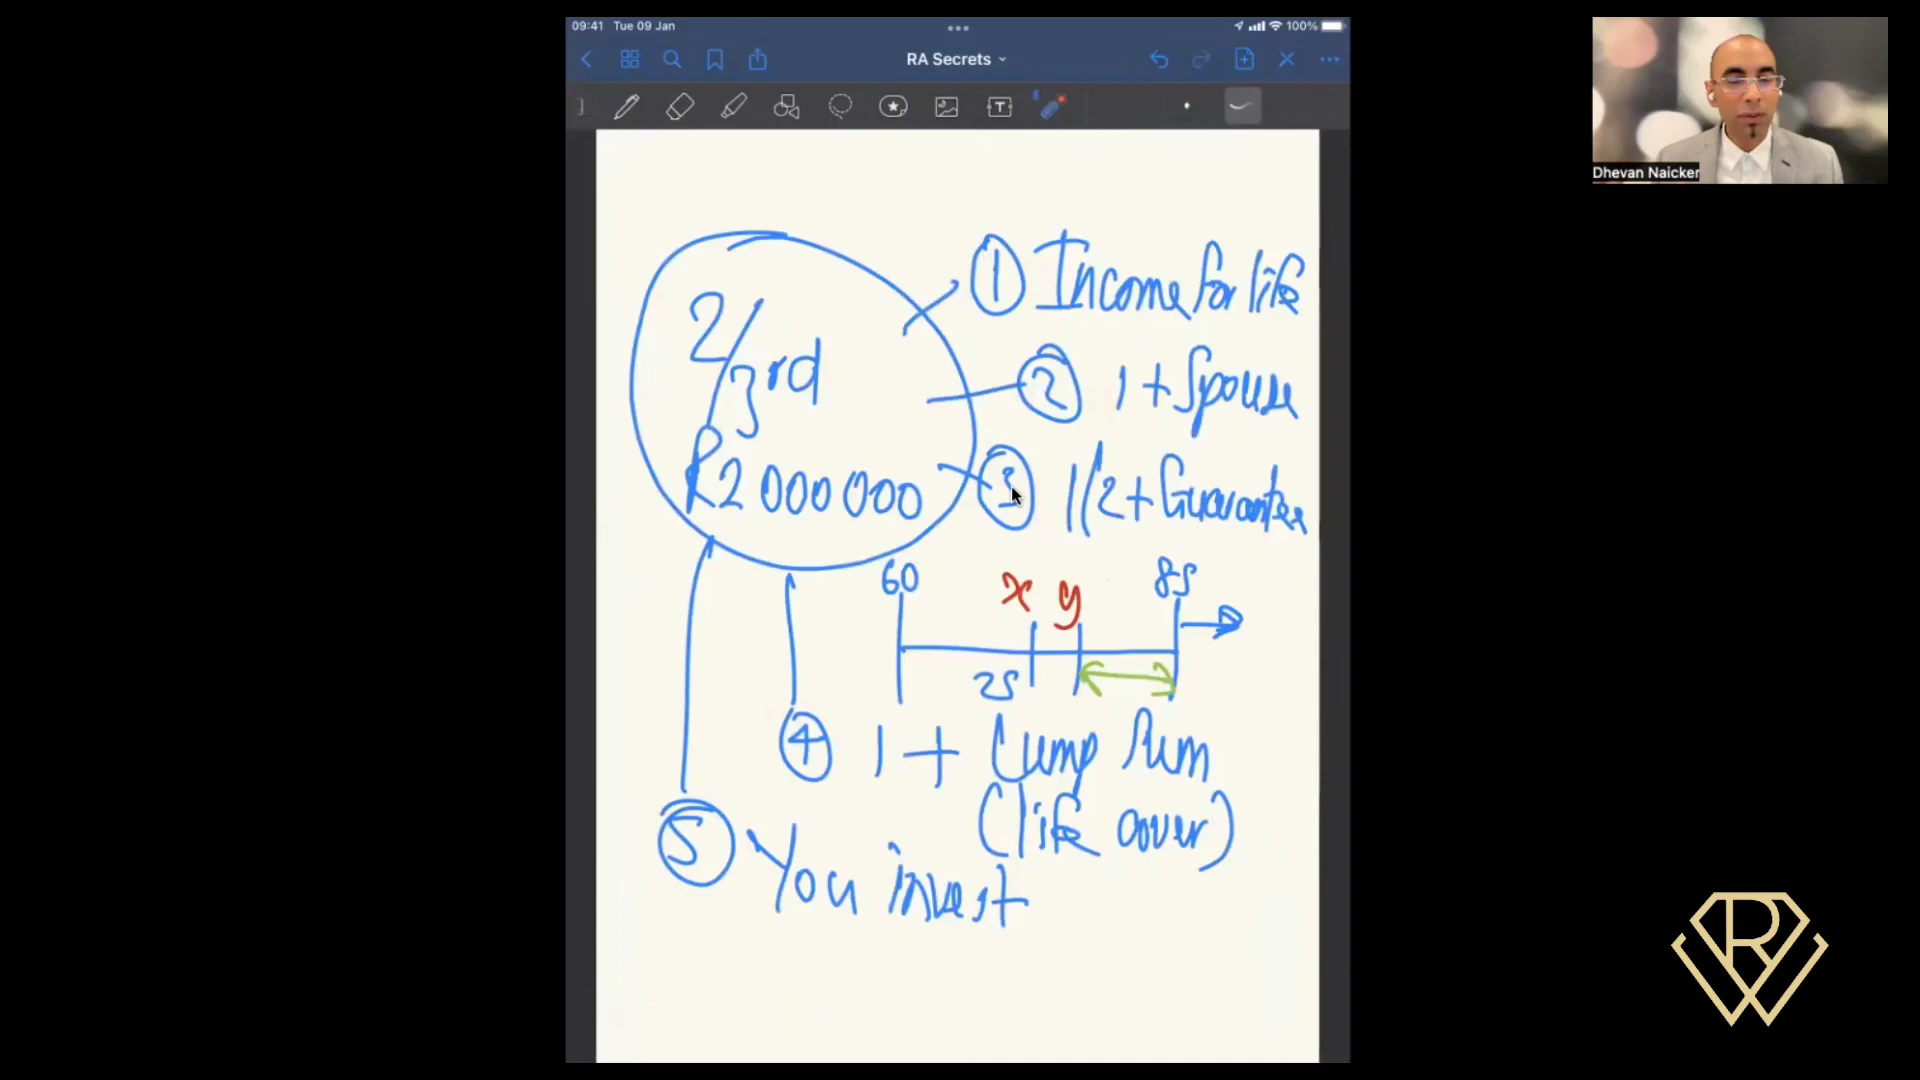 09:41 Tue 09 Jan
100%
RA Secrets
Dhevan Naicker
2/3rd
R2 000 000
1 Income for life
2 1 + Spouse
3 1/2 + Guarantee
60 x y 85
25
4 1 + Lump Sum
(life cover)
5 You invest
RW